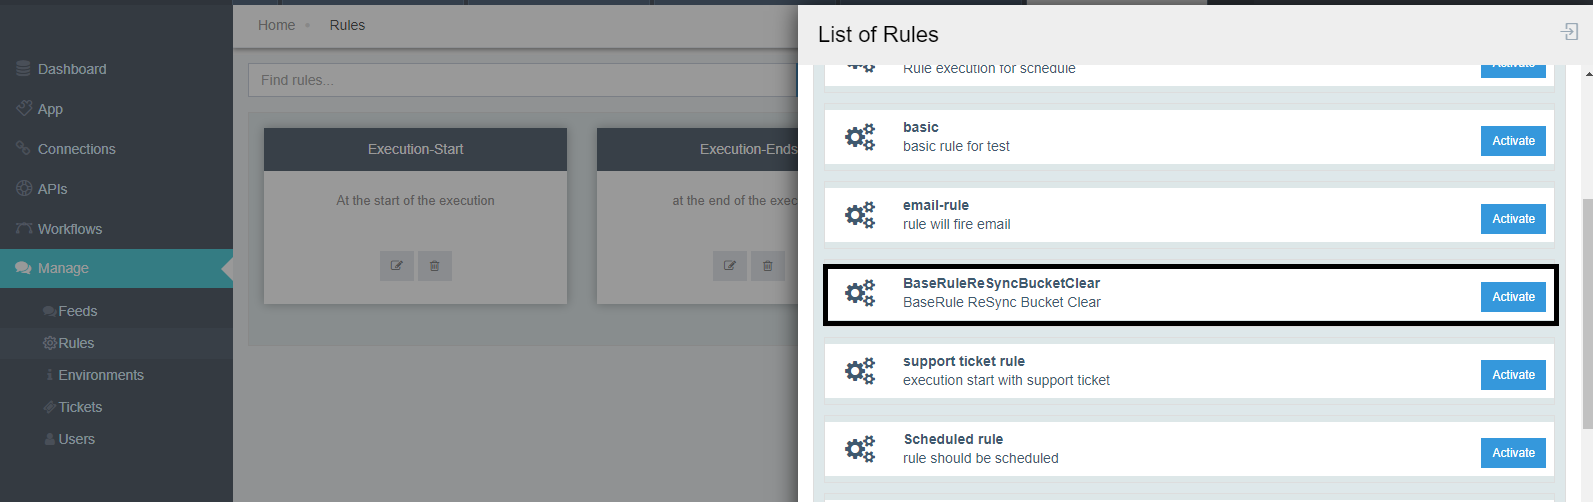 Home
Rules
List of Rules
Dashboard
App
Connections
APIs
Workflows
Manage
Feeds
Rules
Environments
Tickets
Users
Find rules...
Execution-Start
At the start of the execution
Execution-Ends
at the end of the exec
Rule execution for schedule
Activate
basic
basic rule for test
Activate
email-rule
rule will fire email
Activate
BaseRuleReSyncBucketClear
BaseRule ReSync Bucket Clear
Activate
support ticket rule
execution start with support ticket
Activate
Scheduled rule
rule should be scheduled
Activate